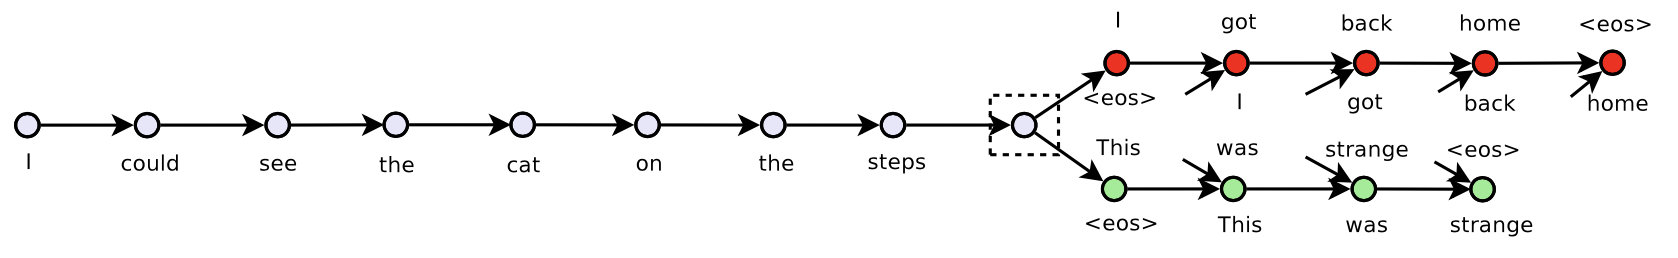 I got back home <eos>
<eos> I got back home
I could see the cat on the steps
This was strange <eos>
<eos> This was strange